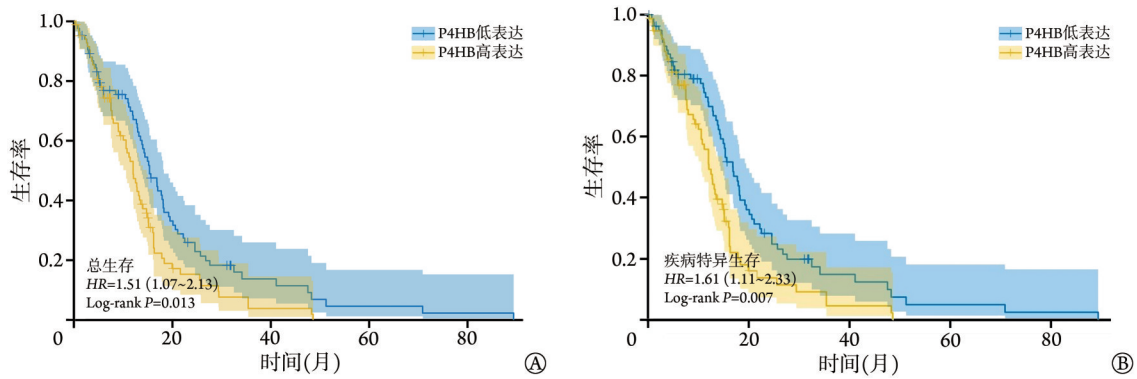 1.0
0.8
0.6
0.4
0.2
0
20
40
60
80
生存率
时间(月)
P4HB低表达
P4HB高表达
总生存
HR=1.51 (1.07~2.13)
Log-rank P=0.013
Ⓐ
1.0
0.8
0.6
0.4
0.2
0
20
40
60
80
生存率
时间(月)
P4HB低表达
P4HB高表达
疾病特异生存
HR=1.61 (1.11~2.33)
Log-rank P=0.007
Ⓑ